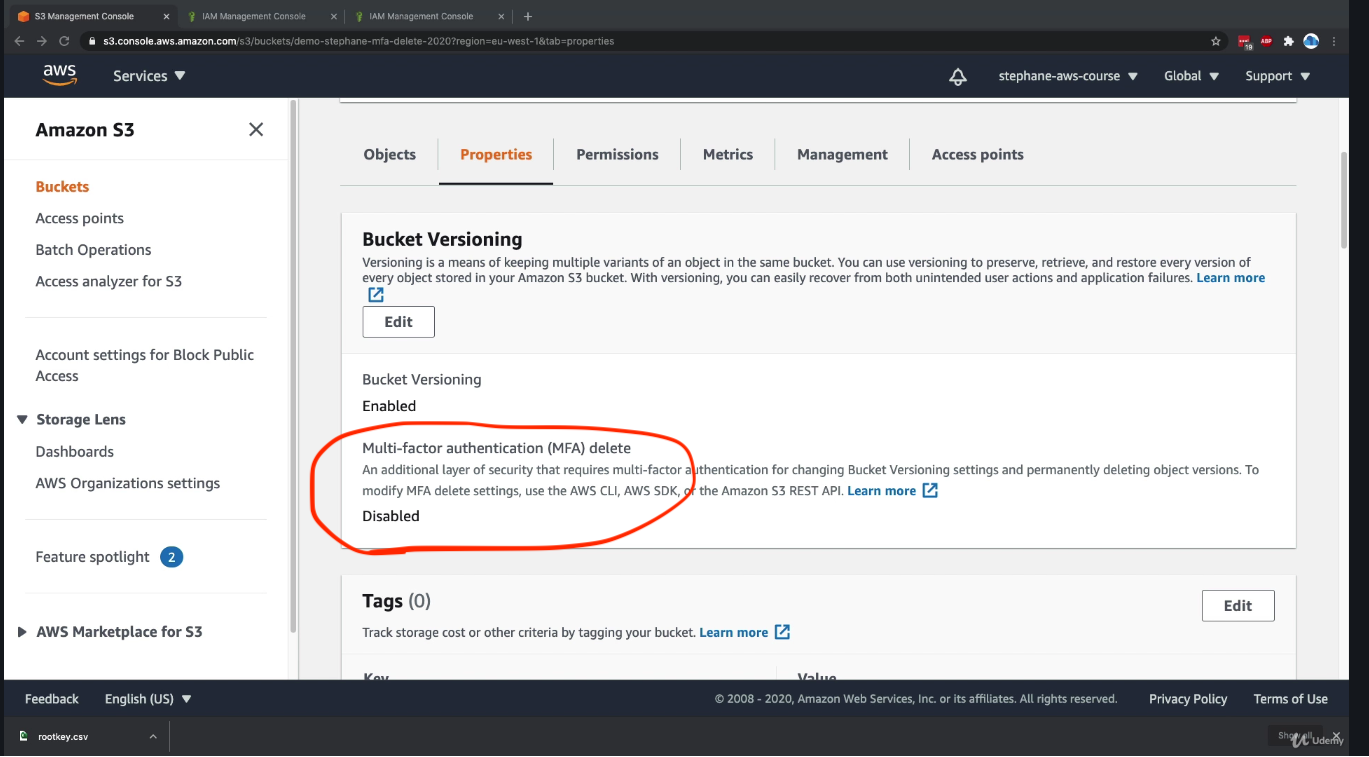 S3 Management Console
IAM Management Console
IAM Management Console
s3.console.aws.amazon.com/s3/buckets/demo-stephane-mfa-delete-2020?region=eu-west-1&tab=properties
19
ABP
aws
Services
stephane-aws-course
Global
Support
Amazon S3
Buckets
Access points
Batch Operations
Access analyzer for S3
Account settings for Block Public
Access
Storage Lens
Dashboards
AWS Organizations settings
Feature spotlight 2
AWS Marketplace for S3
Objects
Properties
Permissions
Metrics
Management
Access points
Bucket Versioning
Versioning is a means of keeping multiple variants of an object in the same bucket. You can use versioning to preserve, retrieve, and restore every version of
every object stored in your Amazon S3 bucket. With versioning, you can easily recover from both unintended user actions and application failures. Learn more
Edit
Bucket Versioning
Enabled
Multi-factor authentication (MFA) delete
An additional layer of security that requires multi-factor authentication for changing Bucket Versioning settings and permanently deleting object versions. To
modify MFA delete settings, use the AWS CLI, AWS SDK, or the Amazon S3 REST API. Learn more
Disabled
Tags (0)
Edit
Track storage cost or other criteria by tagging your bucket. Learn more
Key
Value
Feedback
English (US)
© 2008 - 2020, Amazon Web Services, Inc. or its affiliates. All rights reserved.
Privacy Policy
Terms of Use
rootkey.csv
Show all
Udemy